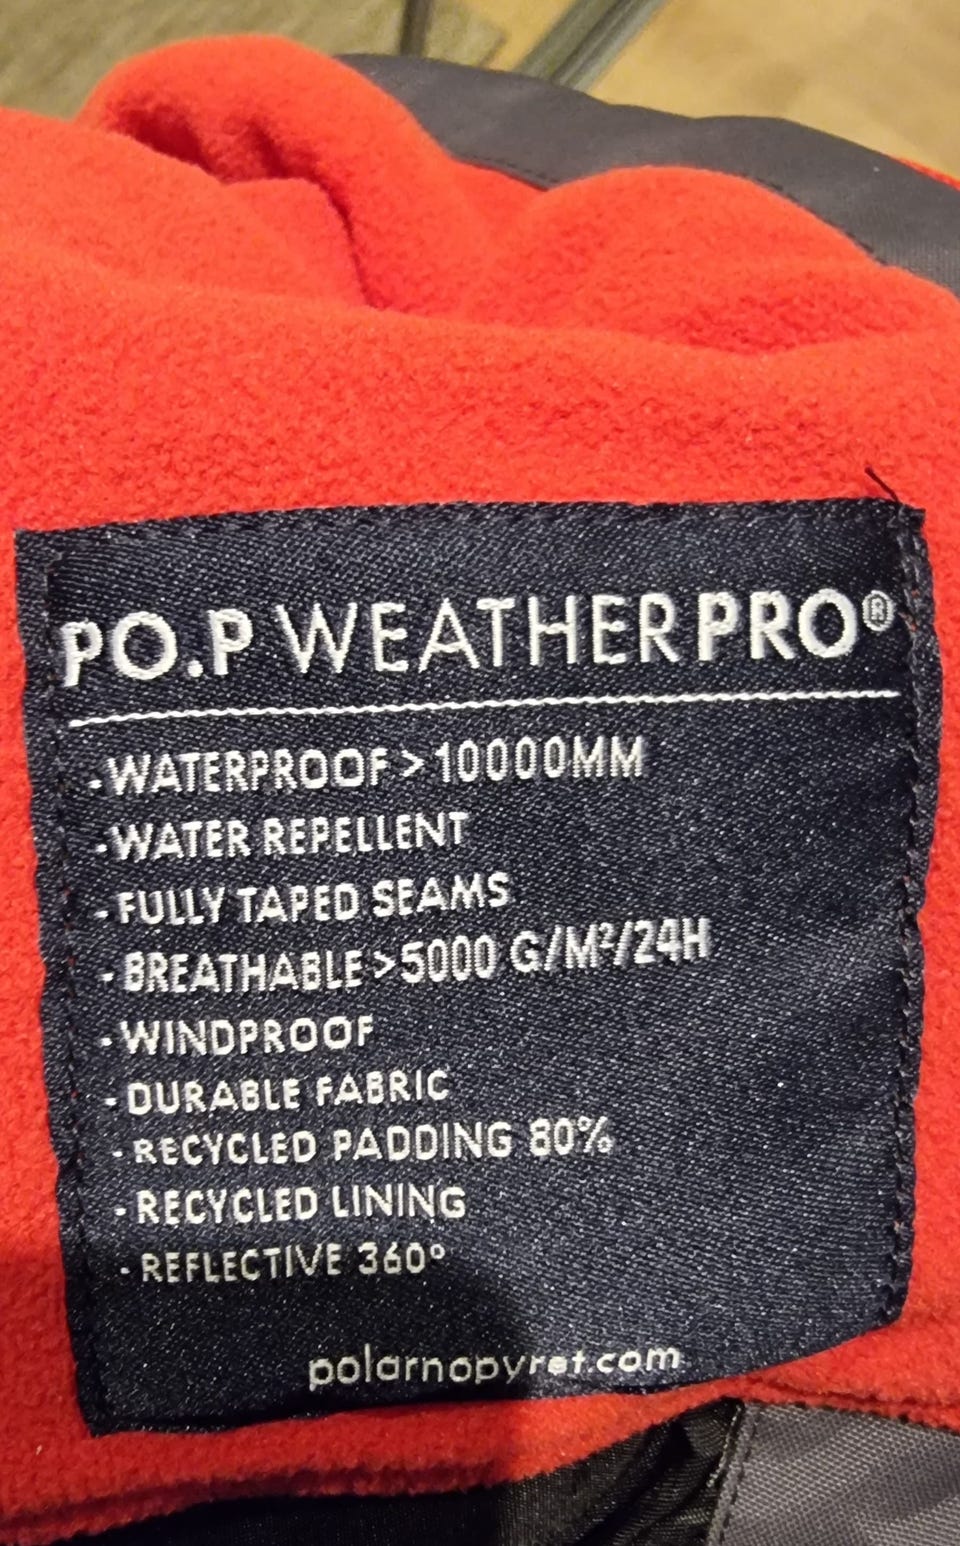 PO.P WEATHERPRO®
-WATERPROOF>10000MM
-WATER REPELLENT
-FULLY TAPED SEAMS
-BREATHABLE>5000 G/M²/24H
-WINDPROOF
-DURABLE FABRIC
-RECYCLED PADDING 80%
-RECYCLED LINING
-REFLECTIVE 360°
polarnopyret.com